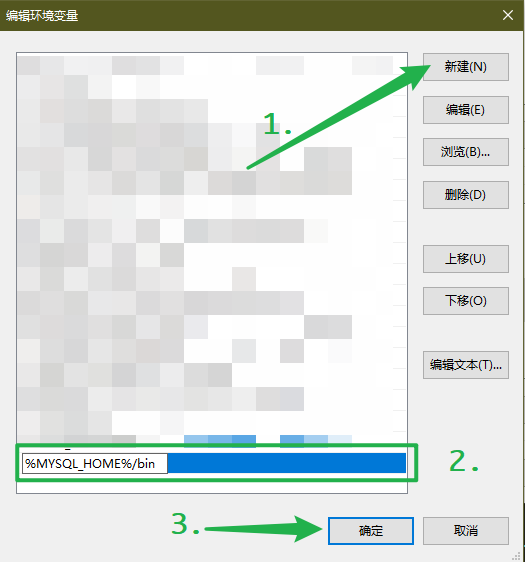 编辑环境变量
新建(N)
1.
编辑(E)
浏览(B)...
删除(D)
上移(U)
下移(O)
编辑文本(T)...
%MYSQL_HOME%/bin
2.
3.
确定
取消